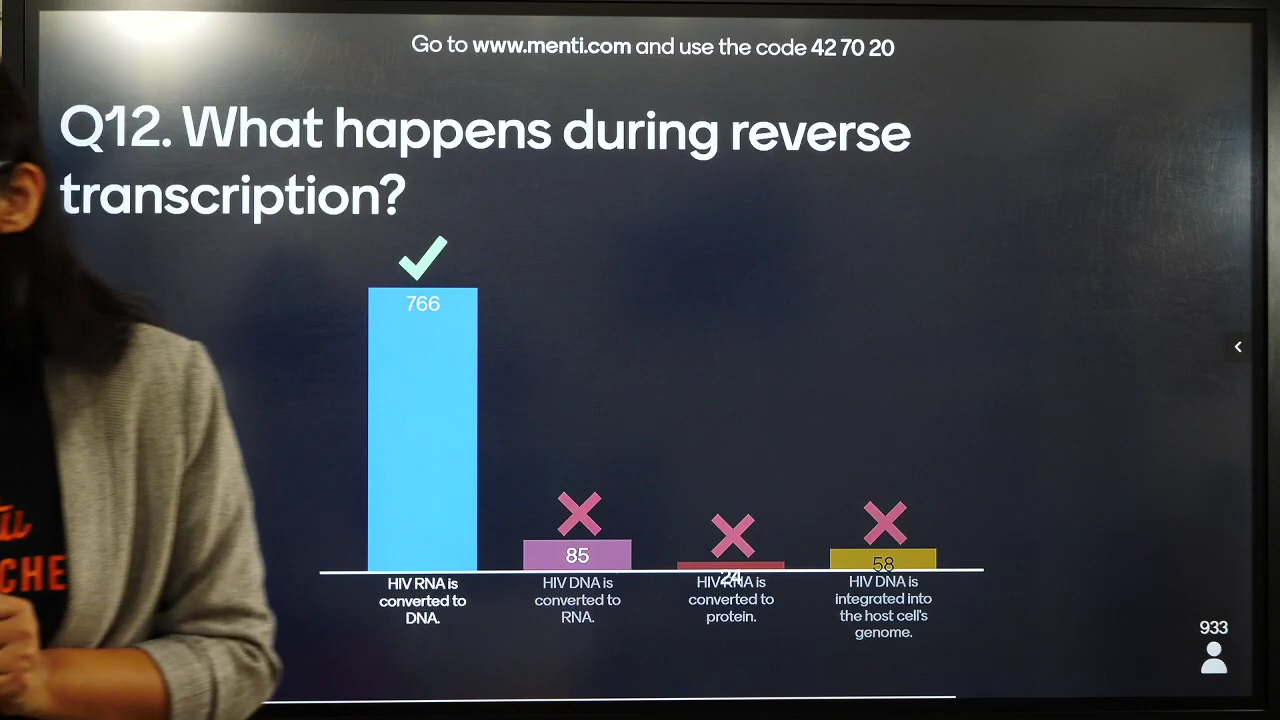 Go to www.menti.com and use the code 42 70 20
Q12. What happens during reverse
transcription?
766
85
24
58
HIV RNA is
converted to
DNA.
HIV DNA is
converted to
RNA.
HIV RNA is
converted to
protein.
HIV DNA is
integrated into
the host cell's
genome.
933
CHE